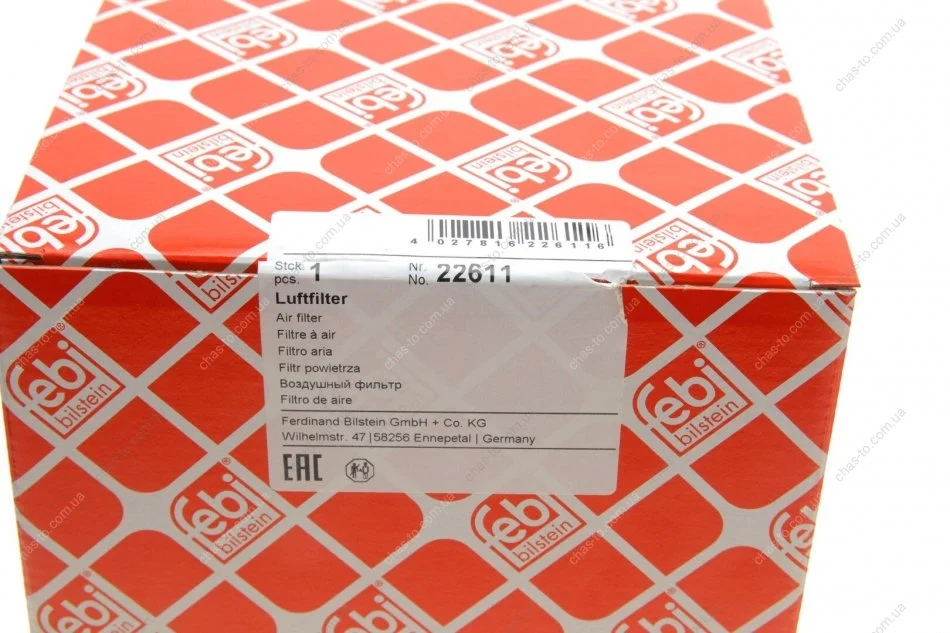 4 027816 226116
Stck. 1 Nr. 22611
pcs. No.
Luftfilter
Air filter
Filtre à air
Filtro aria
Filtr powietrza
Воздушный фильтр
Filtro de aire
Ferdinand Bilstein GmbH + Co. KG
Wilhelmstr. 47 | 58256 Ennepetal | Germany
EAC
febi
bilstein
chas-to.com.ua